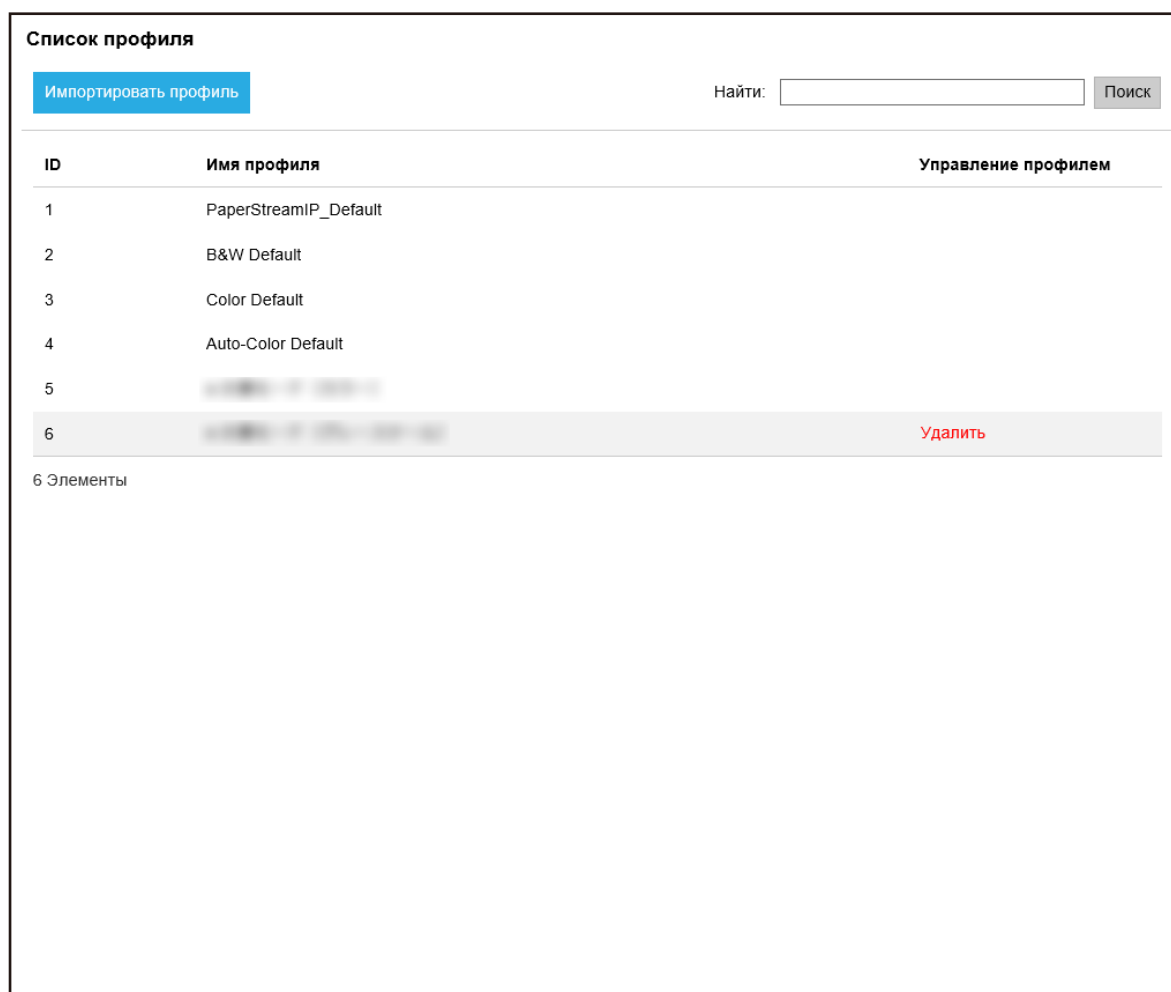 Список профиля
Импортировать профиль Найти: Поиск
ID Имя профиля Управление профилем
1 PaperStreamIP_Default
2 B&W Default
3 Color Default
4 Auto-Color Default
5
6 Удалить
6 Элементы